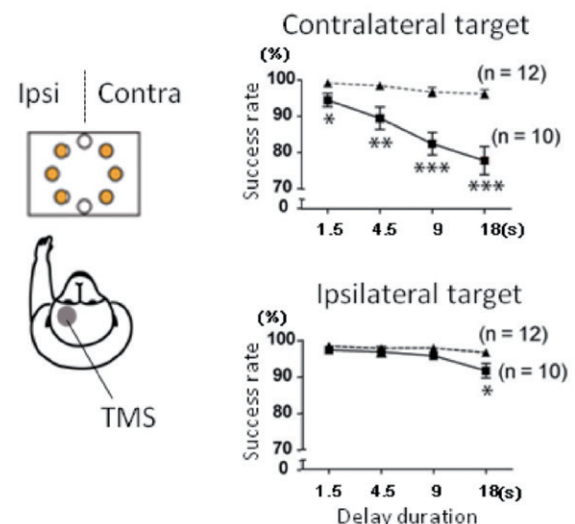 Ipsi Contra
TMS
Contralateral target
(%)
Success rate
100
90
80
70
0
(n = 12)
(n = 10)
*
**
***
***
1.5 4.5 9 18(s)
Ipsilateral target
(%)
Success rate
100
90
80
70
0
(n = 12)
(n = 10)
*
1.5 4.5 9 18(s)
Delay duration